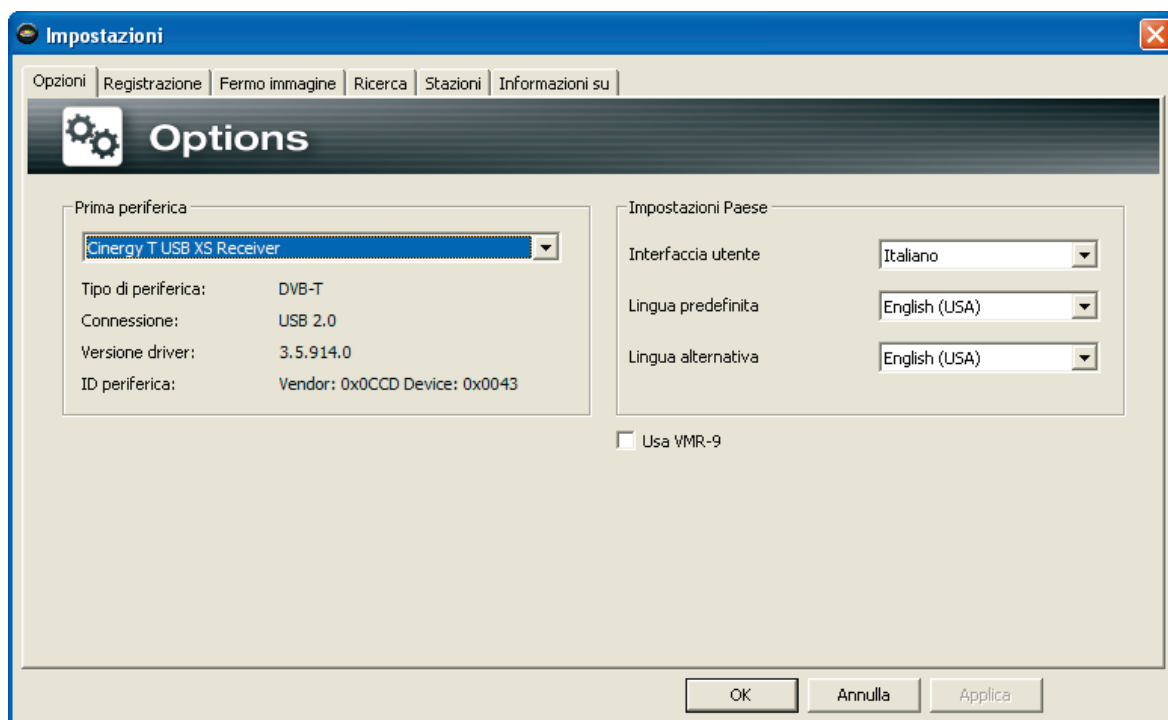 Impostazioni
Opzioni Registrazione Fermo immagine Ricerca Stazioni Informazioni su
Options
Prima periferica
Cinergy T USB XS Receiver
Tipo di periferica: DVB-T
Connessione: USB 2.0
Versione driver: 3.5.914.0
ID periferica: Vendor: 0x0CCD Device: 0x0043
Impostazioni Paese
Interfaccia utente Italiano
Lingua predefinita English (USA)
Lingua alternativa English (USA)
Usa VMR-9
OK Annulla Applica